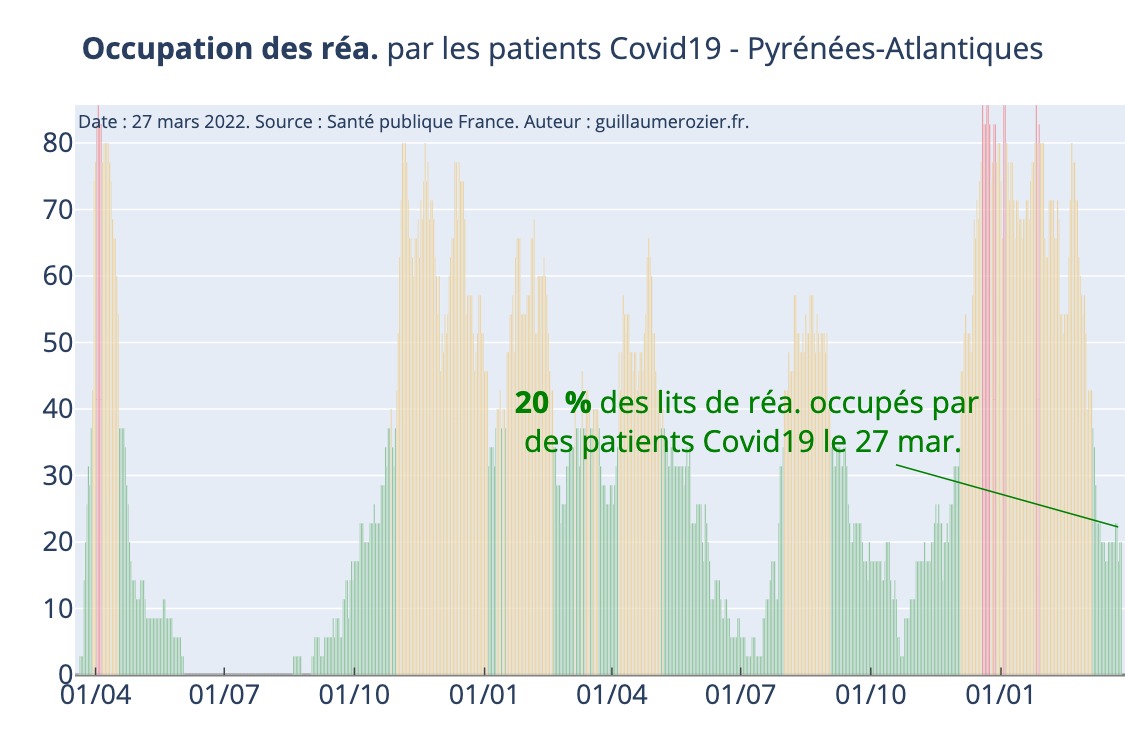 Occupation des réa. par les patients Covid19 - Pyrénées-Atlantiques
Date : 27 mars 2022. Source : Santé publique France. Auteur : guillaumerozier.fr.
80
70
60
50
40
30
20
10
0
20 % des lits de réa. occupés par
des patients Covid19 le 27 mar.
01/04 01/07 01/10 01/01 01/04 01/07 01/10 01/01